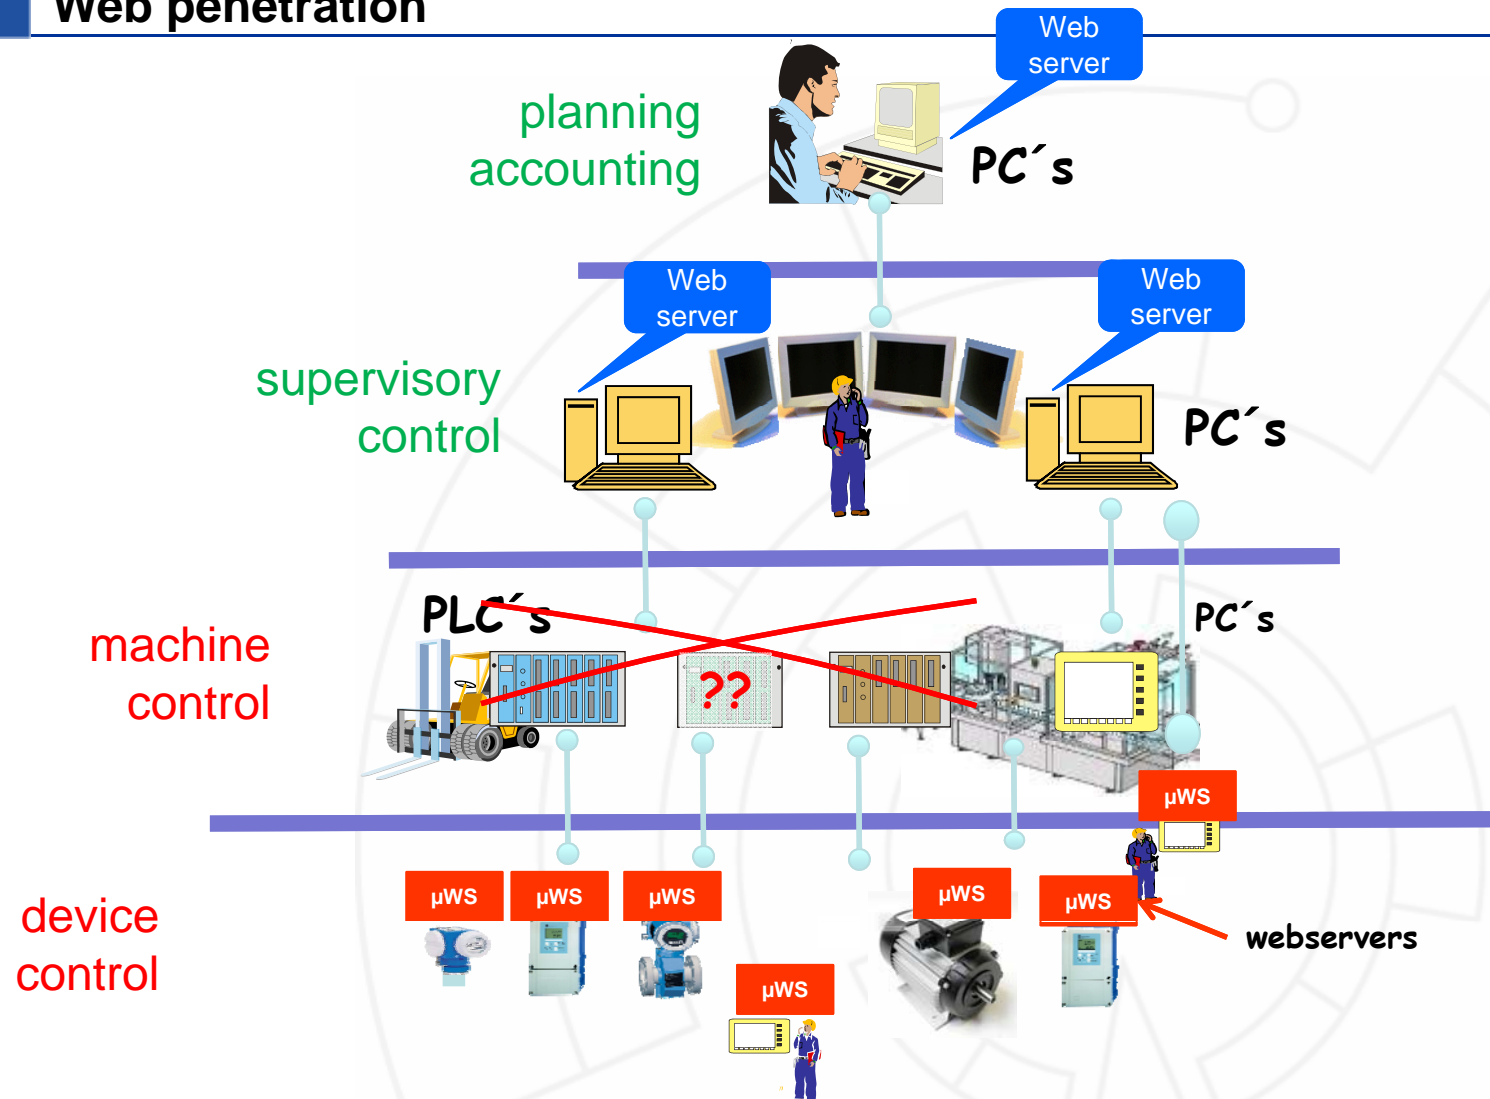 Web penetration
Web
server
planning
accounting
PC´s
Web
server
Web
server
supervisory
control
PC´s
PLC´s
PC´s
machine
control
??
µWS
µWS
µWS
µWS
µWS
µWS
device
control
webservers
µWS